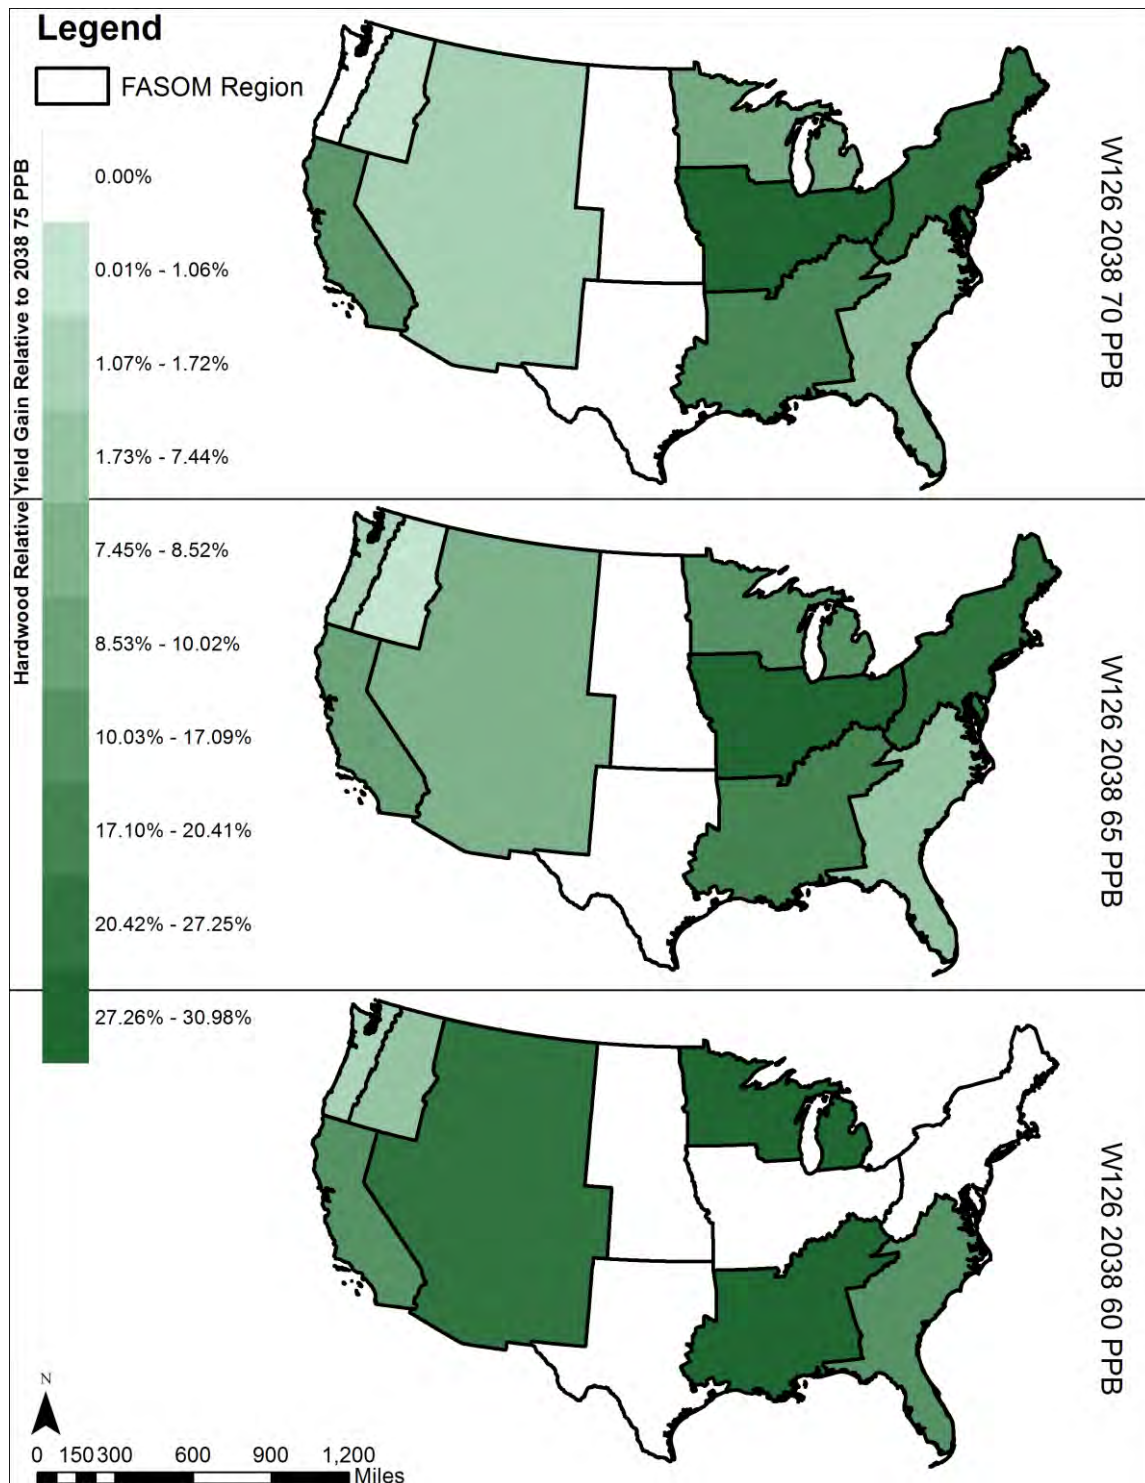 Legend
FASOM Region
Hardwood Relative Yield Gain Relative to 2038 75 PPB
0.00%
0.01% - 1.06%
1.07% - 1.72%
1.73% - 7.44%
7.45% - 8.52%
8.53% - 10.02%
10.03% - 17.09%
17.10% - 20.41%
20.42% - 27.25%
27.26% - 30.98%
W126 2038 70 PPB
W126 2038 65 PPB
W126 2038 60 PPB
N
0 150 300 600 900 1,200
Miles